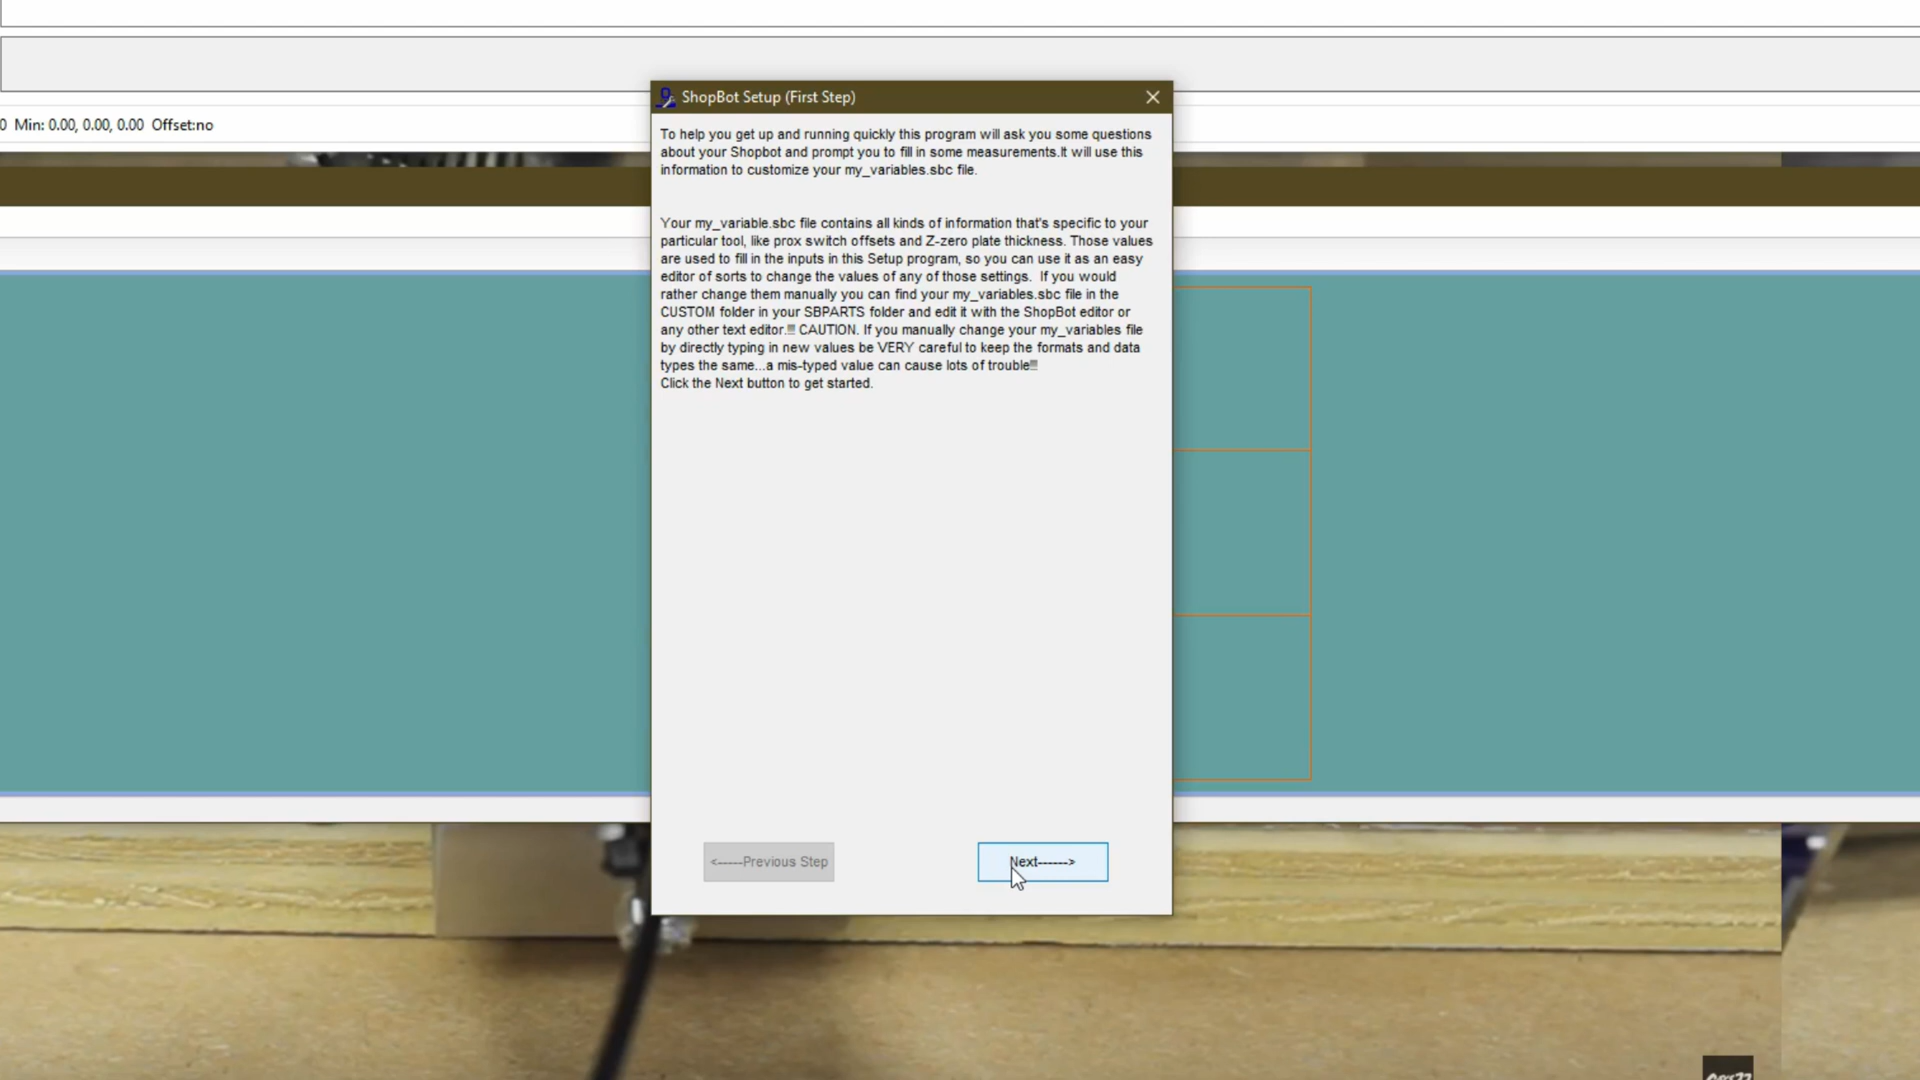 0 Min: 0.00, 0.00, 0.00 Offset:no
ShopBot Setup (First Step)
To help you get up and running quickly this program will ask you some questions
about your Shopbot and prompt you to fill in some measurements.It will use this
information to customize your my_variables.sbc file.
Your my_variable.sbc file contains all kinds of information that's specific to your
particular tool, like prox switch offsets and Z-zero plate thickness. Those values
are used to fill in the inputs in this Setup program, so you can use it as an easy
editor of sorts to change the values of any of those settings.  If you would
rather change them manually you can find your my_variables.sbc file in the
CUSTOM folder in your SBPARTS folder and edit it with the ShopBot editor or
any other text editor.!!! CAUTION. If you manually change your my_variables file
by directly typing in new values be VERY careful to keep the formats and data
types the same...a mis-typed value can cause lots of trouble!!!
Click the Next button to get started.
<-----Previous Step
Next------>